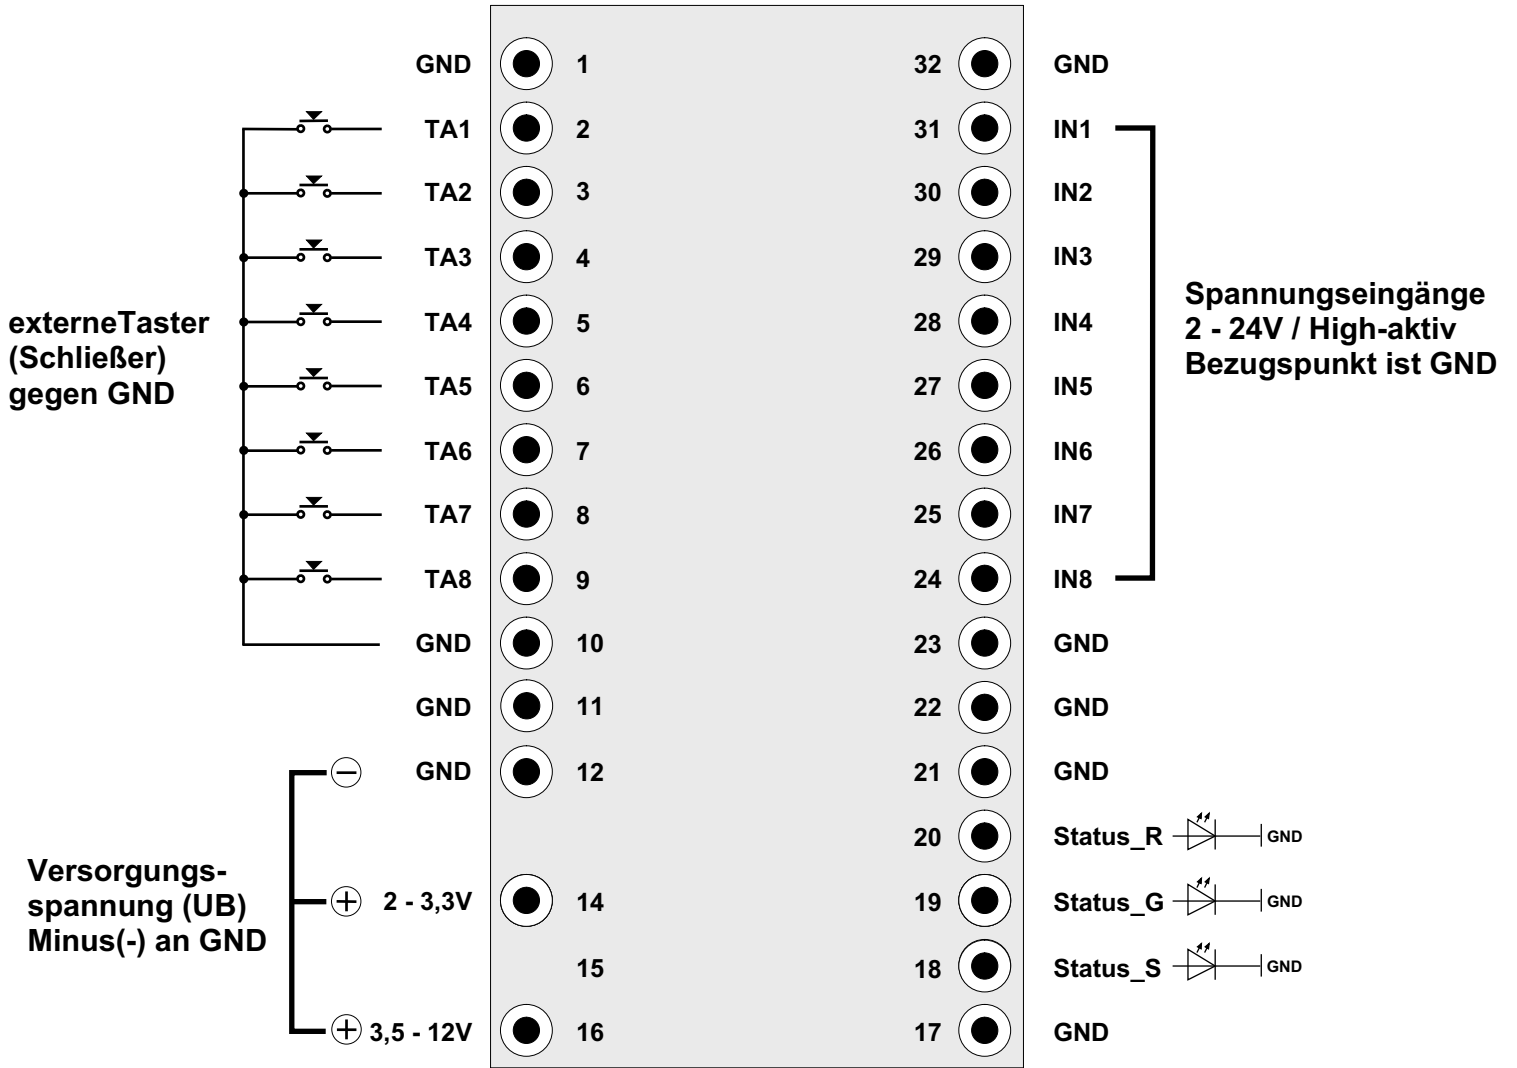 GND 1 32 GND
TA1 2 31 IN1
TA2 3 30 IN2
TA3 4 29 IN3
TA4 5 28 IN4
TA5 6 27 IN5
TA6 7 26 IN6
TA7 8 25 IN7
TA8 9 24 IN8
GND 10 23 GND
GND 11 22 GND
GND 12 21 GND
20 Status_R GND
2 - 3,3V 14 19 Status_G GND
15 18 Status_S GND
3,5 - 12V 16 17 GND
externeTaster
(Schließer)
gegen GND
Spannungseingänge
2 - 24V / High-aktiv
Bezugspunkt ist GND
Versorgungs-
spannung (UB)
Minus(-) an GND